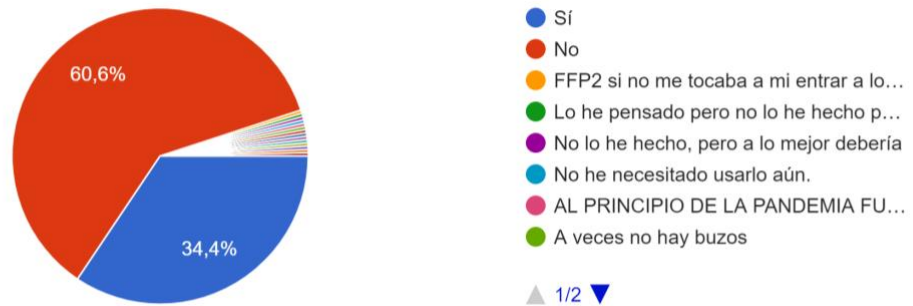 60,6%
34,4%
Sí
No
FFP2 si no me tocaba a mi entrar a lo…
Lo he pensado pero no lo he hecho p…
No lo he hecho, pero a lo mejor debería
No he necesitado usarlo aún.
AL PRINCIPIO DE LA PANDEMIA FU…
A veces no hay buzos
1/2